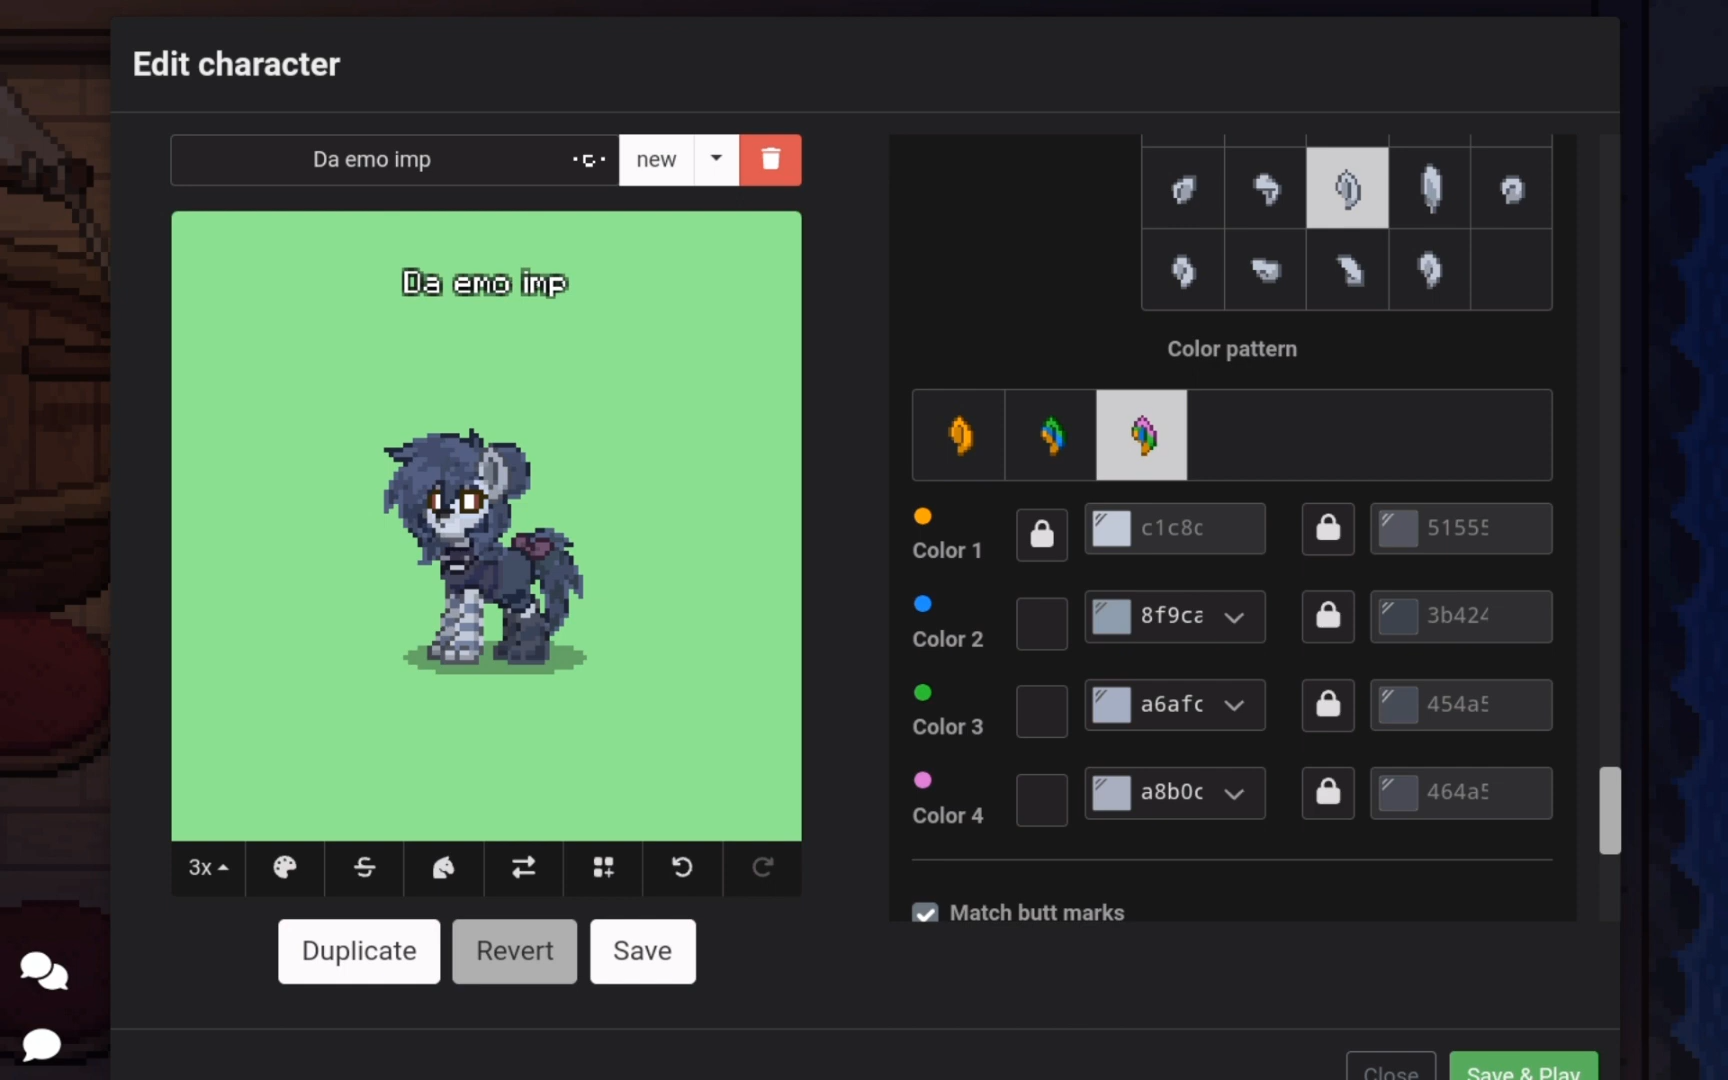 Edit character
Da emo imp
new
Da emo imp
Color pattern
Color 1
c1c8c
51555
Color 2
8f9ca
3b424
Color 3
a6afc
454a5
Color 4
a8b0c
464a5
3x
Match butt marks
Duplicate
Revert
Save
Close
Save & Play